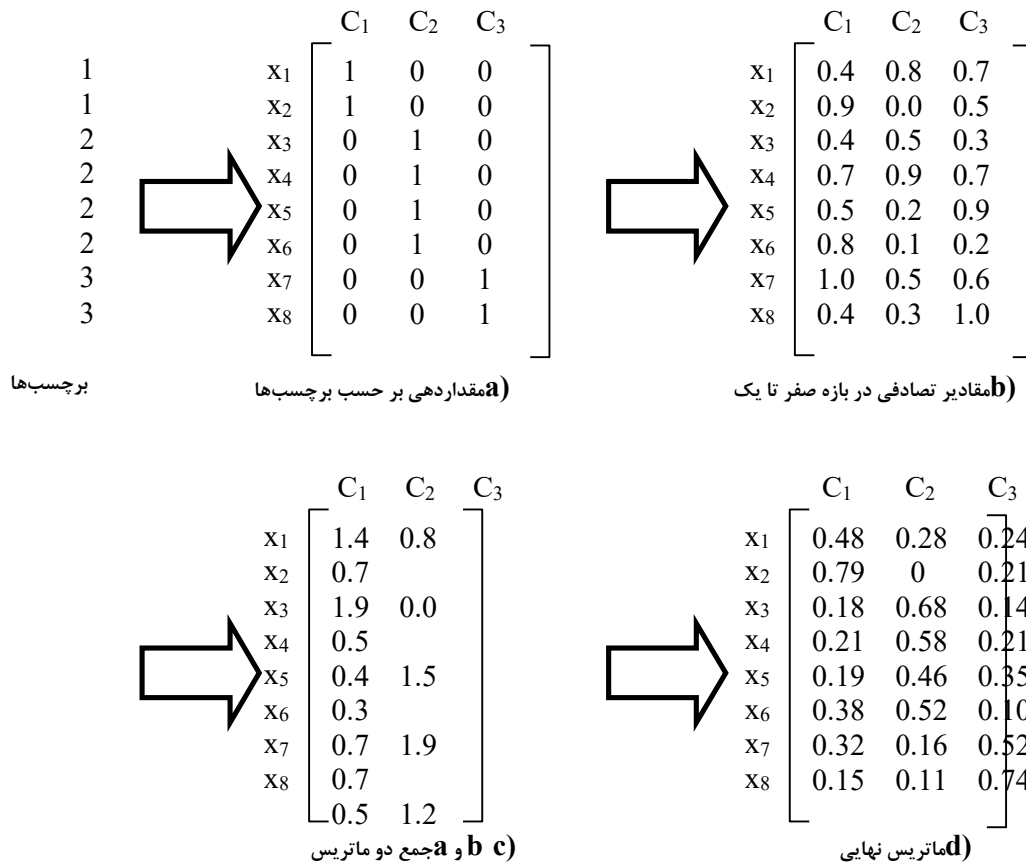 C₁ C₂ C₃
1
1
2
2
2
2
3
3
x₁ 1 0 0
x₂ 1 0 0
x₃ 0 1 0
x₄ 0 1 0
x₅ 0 1 0
x₆ 0 1 0
x₇ 0 0 1
x₈ 0 0 1
C₁ C₂ C₃
x₁ 0.4 0.8 0.7
x₂ 0.9 0.0 0.5
x₃ 0.4 0.5 0.3
x₄ 0.7 0.9 0.7
x₅ 0.5 0.2 0.9
x₆ 0.8 0.1 0.2
x₇ 1.0 0.5 0.6
x₈ 0.4 0.3 1.0
برچسب‌ها
a) مقداردهی بر حسب برچسب‌ها
b) مقادیر تصادفی در بازه صفر تا یک
C₁ C₂ C₃
x₁ 1.4 0.8
x₂ 0.7
x₃ 1.9 0.0
x₄ 0.5
x₅ 0.4 1.5
x₆ 0.3
x₇ 0.7 1.9
x₈ 0.7
0.5 1.2
C₁ C₂ C₃
x₁ 0.48 0.28 0.24
x₂ 0.79 0 0.21
x₃ 0.18 0.68 0.14
x₄ 0.21 0.58 0.21
x₅ 0.19 0.46 0.35
x₆ 0.38 0.52 0.10
x₇ 0.32 0.16 0.52
x₈ 0.15 0.11 0.74
c) جمع دو ماتریس a و b
d) ماتریس نهایی